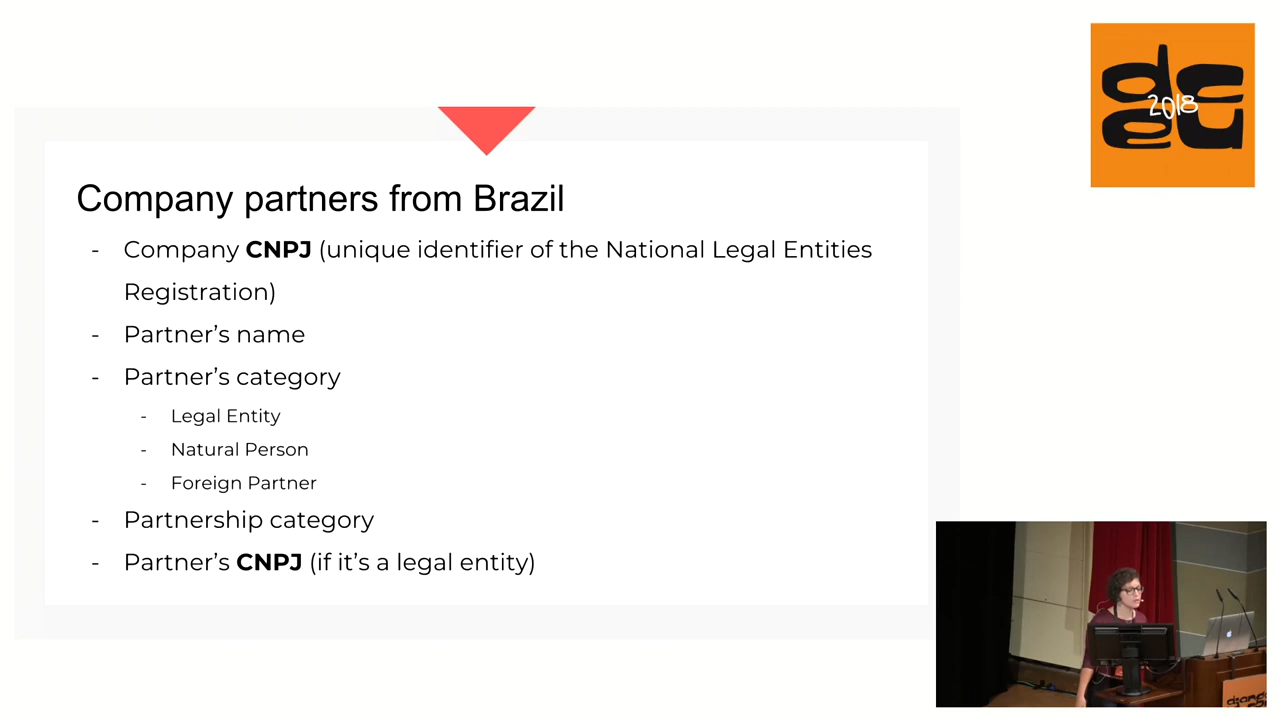 2018
Company partners from Brazil
- Company CNPJ (unique identifier of the National Legal Entities
Registration)
- Partner’s name
- Partner’s category
- Legal Entity
- Natural Person
- Foreign Partner
- Partnership category
- Partner’s CNPJ (if it’s a legal entity)